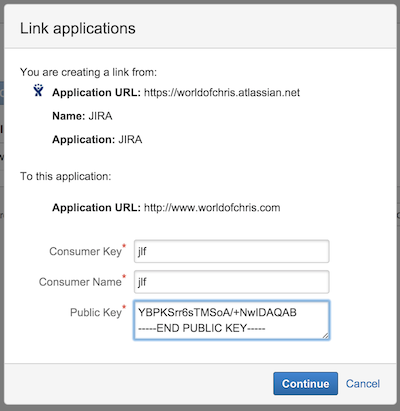 Link applications
You are creating a link from:
Application URL: https://worldofchris.atlassian.net
Name: JIRA
Application: JIRA
To this application:
Application URL: http://www.worldofchris.com
Consumer Key* jlf
Consumer Name* jlf
Public Key* YBPKSrr6sTMSoA/+NwIDAQAB
-----END PUBLIC KEY-----
Continue Cancel